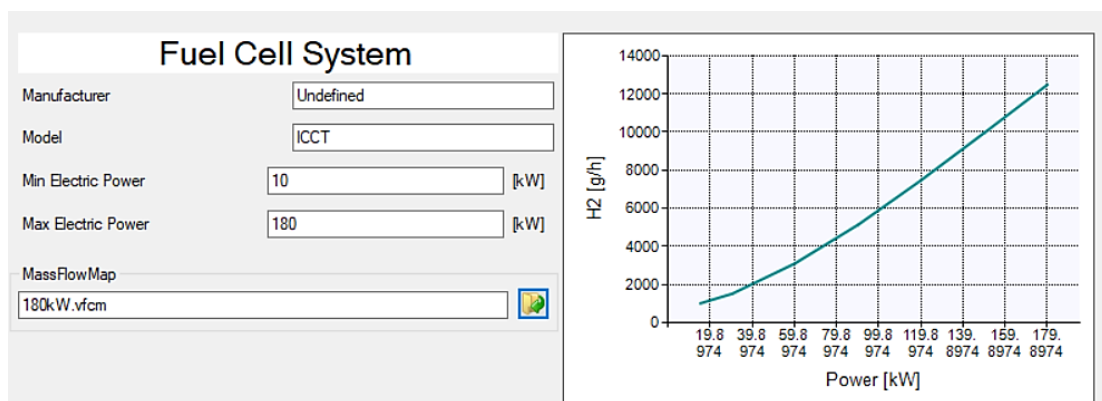 Fuel Cell System
Manufacturer
Undefined
Model
ICCT
Min Electric Power
10
[kW]
Max Electric Power
180
[kW]
MassFlowMap
180kW.vfcm
14000
12000
10000
8000
6000
4000
2000
0
H2 [g/h]
19.8 39.8 59.8 79.8 99.8 119.8 139. 159. 179.
974 974 974 974 974 974 8974 8974 8974
Power [kW]